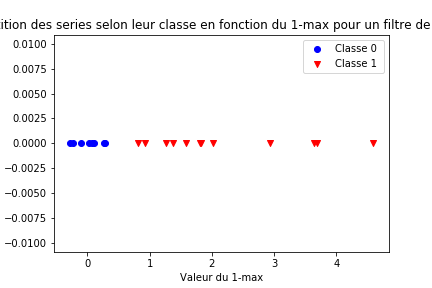 ition des series selon leur classe en fonction du 1-max pour un filtre de
0.0100
0.0075
0.0050
0.0025
0.0000
−0.0025
−0.0050
−0.0075
−0.0100
Classe 0
Classe 1
0 1 2 3 4
Valeur du 1-max